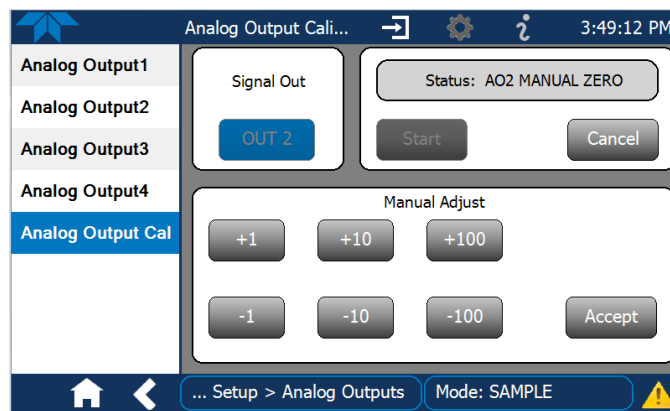 Analog Output Cali... 3:49:12 PM
Analog Output1
Analog Output2
Analog Output3
Analog Output4
Analog Output Cal
Signal Out
OUT 2
Status: AO2 MANUAL ZERO
Start Cancel
Manual Adjust
+1 +10 +100
-1 -10 -100 Accept
... Setup > Analog Outputs Mode: SAMPLE